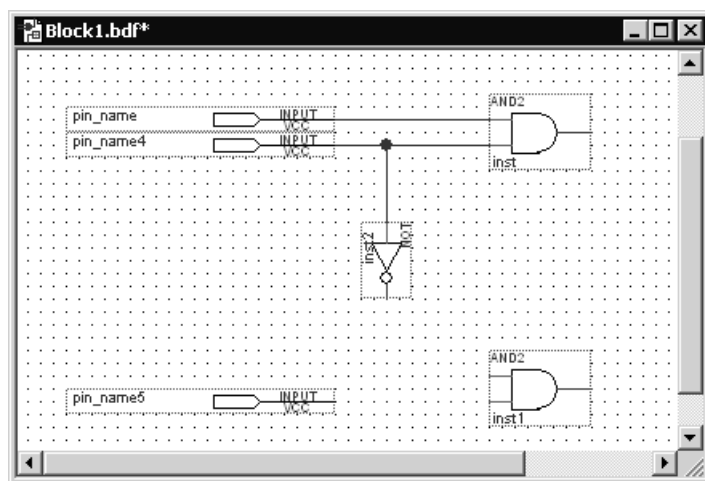 Block1.bdf*
pin_name INPUT
VCC
pin_name4 INPUT
VCC
AND2
inst
inst2 NOT
AND2
inst1
pin_name5 INPUT
VCC